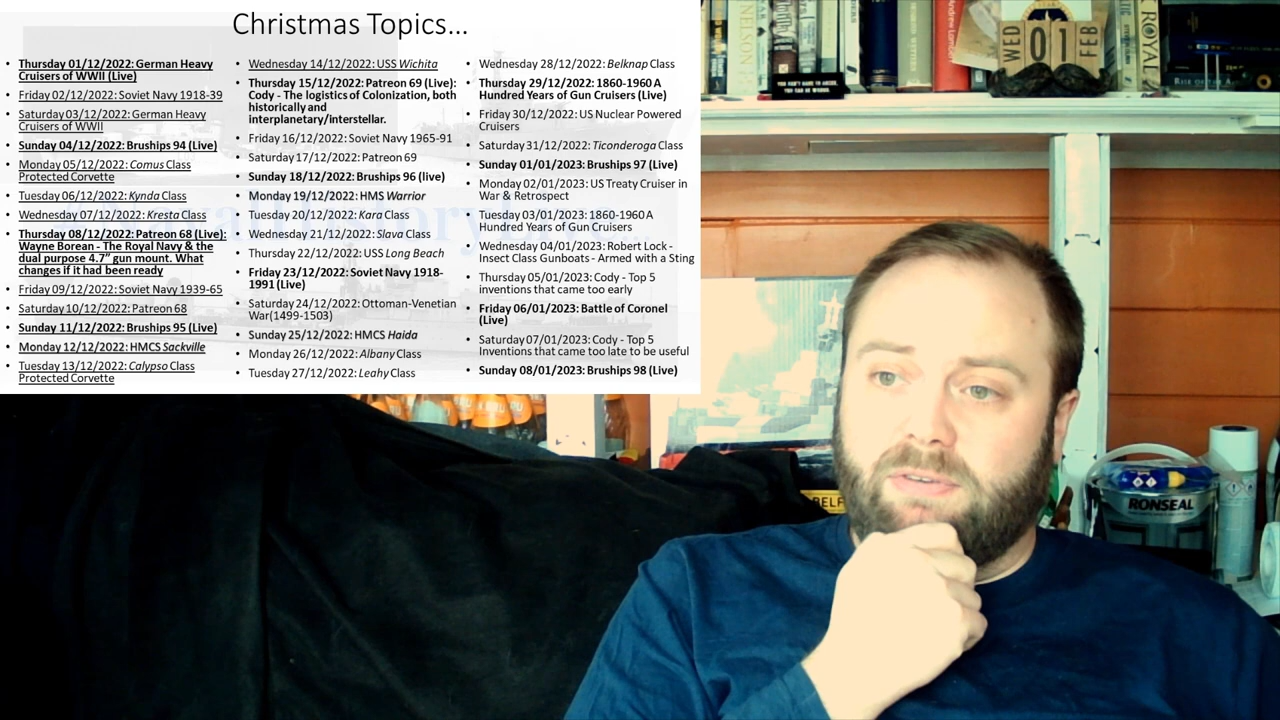 Christmas Topics...
• Thursday 01/12/2022: German Heavy
Cruisers of WWII (Live)
• Friday 02/12/2022: Soviet Navy 1918-39
• Saturday 03/12/2022: German Heavy
Cruisers of WWII
• Sunday 04/12/2022: Bruships 94 (Live)
• Monday 05/12/2022: Comus Class
Protected Corvette
• Tuesday 06/12/2022: Kynda Class
• Wednesday 07/12/2022: Kresta Class
• Thursday 08/12/2022: Patreon 68 (Live):
Wayne Borean - The Royal Navy & the
dual purpose 4.7" gun mount. What
changes if it had been ready
• Friday 09/12/2022: Soviet Navy 1939-65
• Saturday 10/12/2022: Patreon 68
• Sunday 11/12/2022: Bruships 95 (Live)
• Monday 12/12/2022: HMCS Sackville
• Tuesday 13/12/2022: Calypso Class
Protected Corvette
• Wednesday 14/12/2022: USS Wichita
• Thursday 15/12/2022: Patreon 69 (Live):
Cody - The logistics of Colonization, both
historically and
interplanetary/interstellar.
• Friday 16/12/2022: Soviet Navy 1965-91
• Saturday 17/12/2022: Patreon 69
• Sunday 18/12/2022: Bruships 96 (live)
• Monday 19/12/2022: HMS Warrior
• Tuesday 20/12/2022: Kara Class
• Wednesday 21/12/2022: Slava Class
• Thursday 22/12/2022: USS Long Beach
• Friday 23/12/2022: Soviet Navy 1918-
1991 (Live)
• Saturday 24/12/2022: Ottoman-Venetian
War(1499-1503)
• Sunday 25/12/2022: HMCS Haida
• Monday 26/12/2022: Albany Class
• Tuesday 27/12/2022: Leahy Class
• Wednesday 28/12/2022: Belknap Class
• Thursday 29/12/2022: 1860-1960 A
Hundred Years of Gun Cruisers (Live)
• Friday 30/12/2022: US Nuclear Powered
Cruisers
• Saturday 31/12/2022: Ticonderoga Class
• Sunday 01/01/2023: Bruships 97 (Live)
• Monday 02/01/2023: US Treaty Cruiser in
War & Retrospect
• Tuesday 03/01/2023: 1860-1960 A
Hundred Years of Gun Cruisers
• Wednesday 04/01/2023: Robert Lock -
Insect Class Gunboats - Armed with a Sting
• Thursday 05/01/2023: Cody - Top 5
inventions that came too early
• Friday 06/01/2023: Battle of Coronel
(Live)
• Saturday 07/01/2023: Cody - Top 5
Inventions that came too late to be useful
• Sunday 08/01/2023: Bruships 98 (Live)
NELSON
ROYAL
WED 01 FEB
BELF
RONSEAL